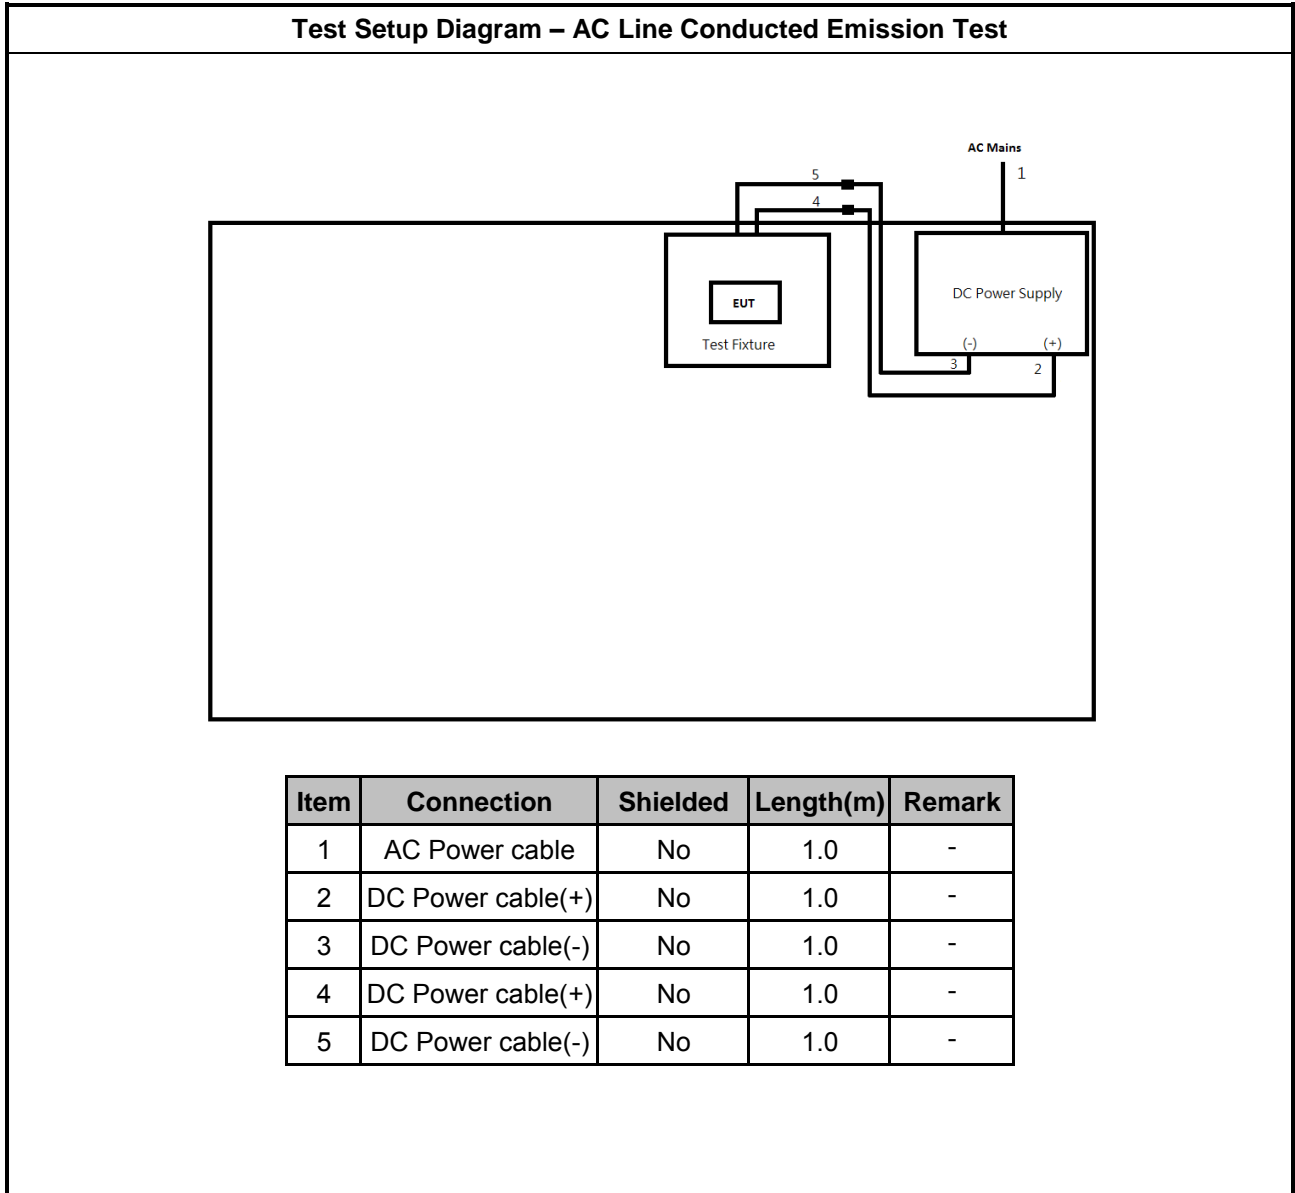 Test Setup Diagram – AC Line Conducted Emission Test
AC Mains
1
5
4
EUT
Test Fixture
DC Power Supply
(-) (+)
3 2
Item Connection Shielded Length(m) Remark
1 AC Power cable No 1.0 -
2 DC Power cable(+) No 1.0 -
3 DC Power cable(-) No 1.0 -
4 DC Power cable(+) No 1.0 -
5 DC Power cable(-) No 1.0 -